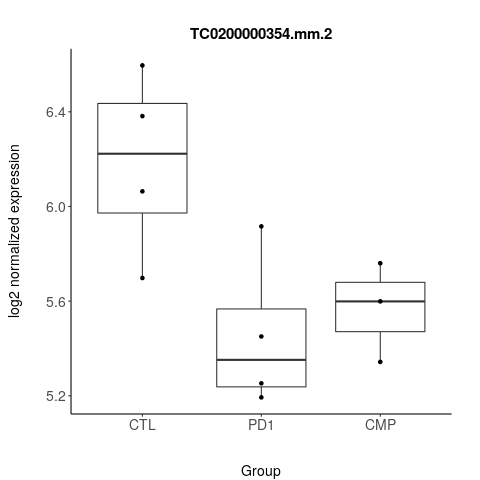 TC0200000354.mm.2
log2 normalized expression
6.4
6.0
5.6
5.2
CTL PD1 CMP
Group